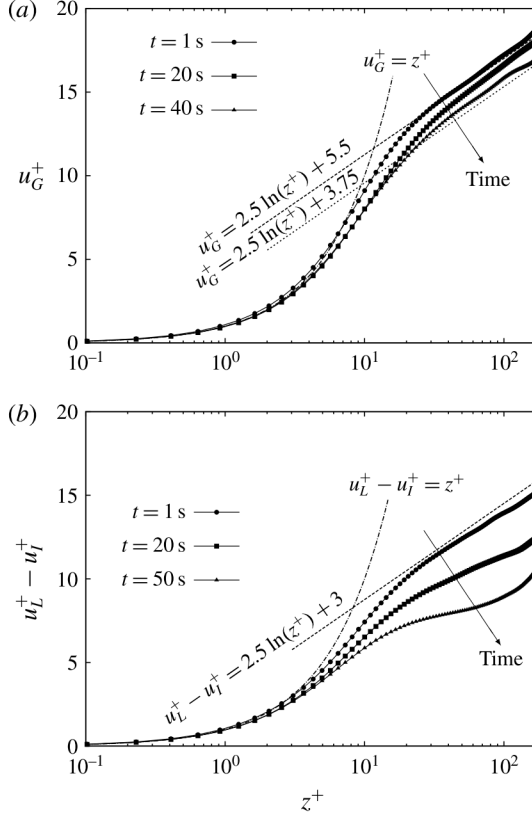 (a)
20
15
10
5
0
u_G^+
t = 1 s
t = 20 s
t = 40 s
u_G^+ = z^+
Time
u_G^+ = 2.5 ln(z^+) + 5.5
u_G^+ = 2.5 ln(z^+) + 3.75
10^−1
10^0
10^1
10^2
(b)
20
15
10
5
0
u_L^+ − u_I^+
t = 1 s
t = 20 s
t = 50 s
u_L^+ − u_I^+ = z^+
Time
u_L^+ − u_I^+ = 2.5 ln(z^+) + 3
10^−1
10^0
10^1
10^2
z^+